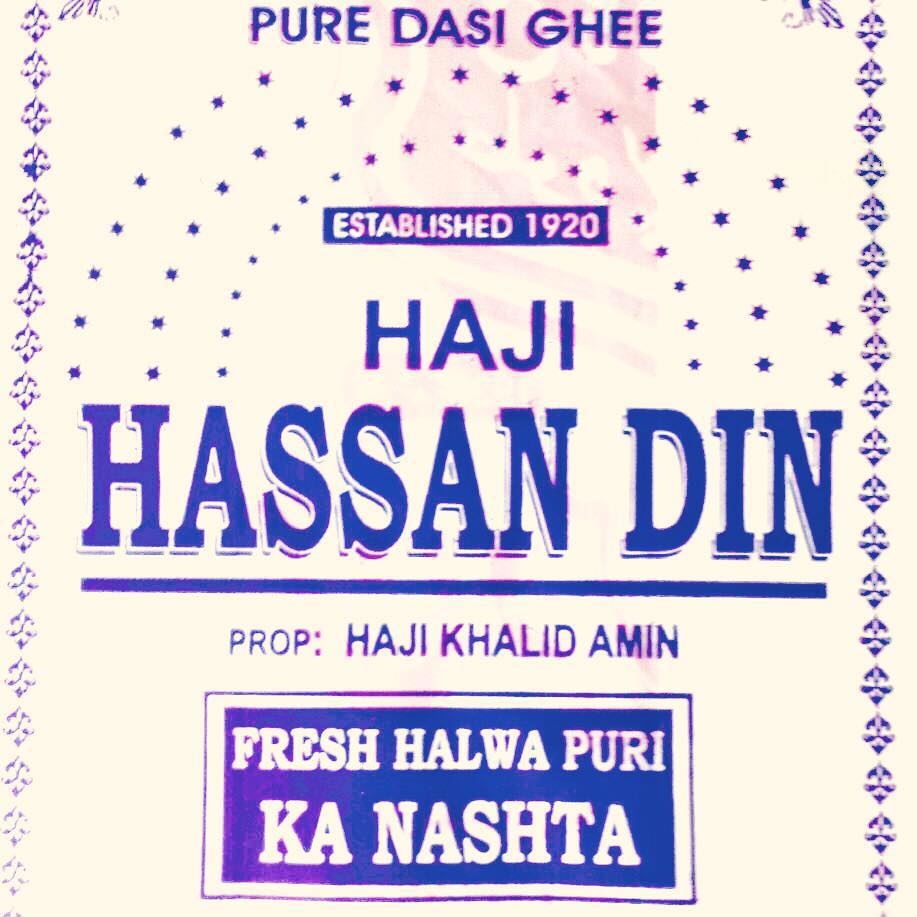 PURE DASI GHEE
ESTABLISHED 1920
HAJI
HASSAN DIN
PROP: HAJI KHALID AMIN
FRESH HALWA PURI
KA NASHTA